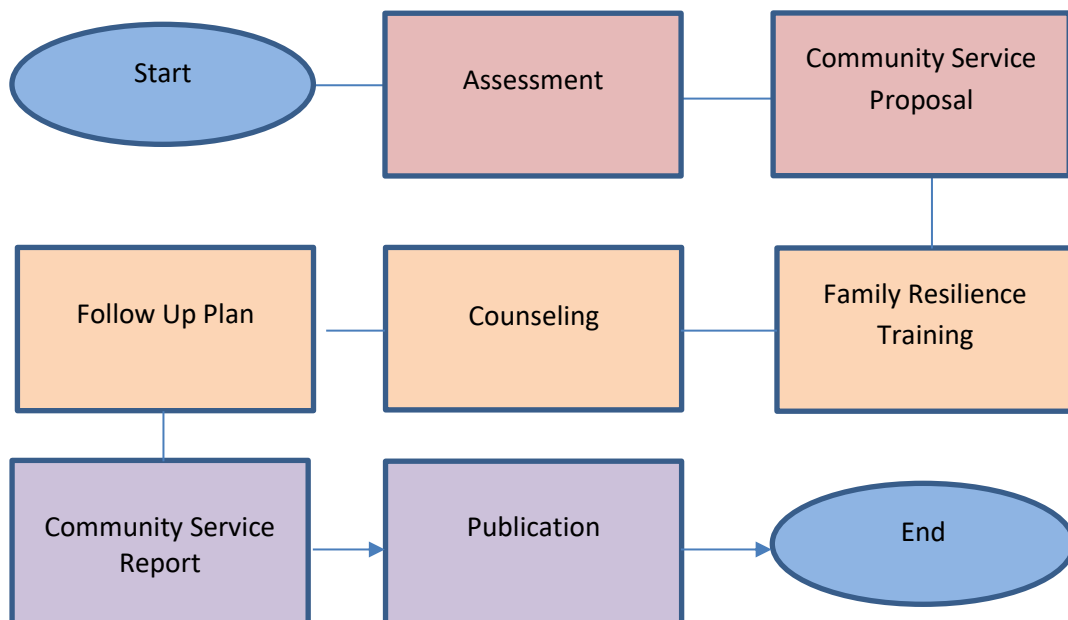 Start
Assessment
Community Service
Proposal
Follow Up Plan
Counseling
Family Resilience
Training
Community Service
Report
Publication
End